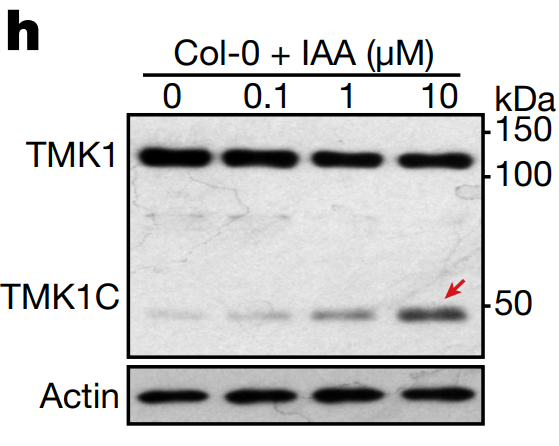 h
Col-0 + IAA (μM)
0 0.1 1 10 kDa
150
TMK1
100
TMK1C
50
Actin